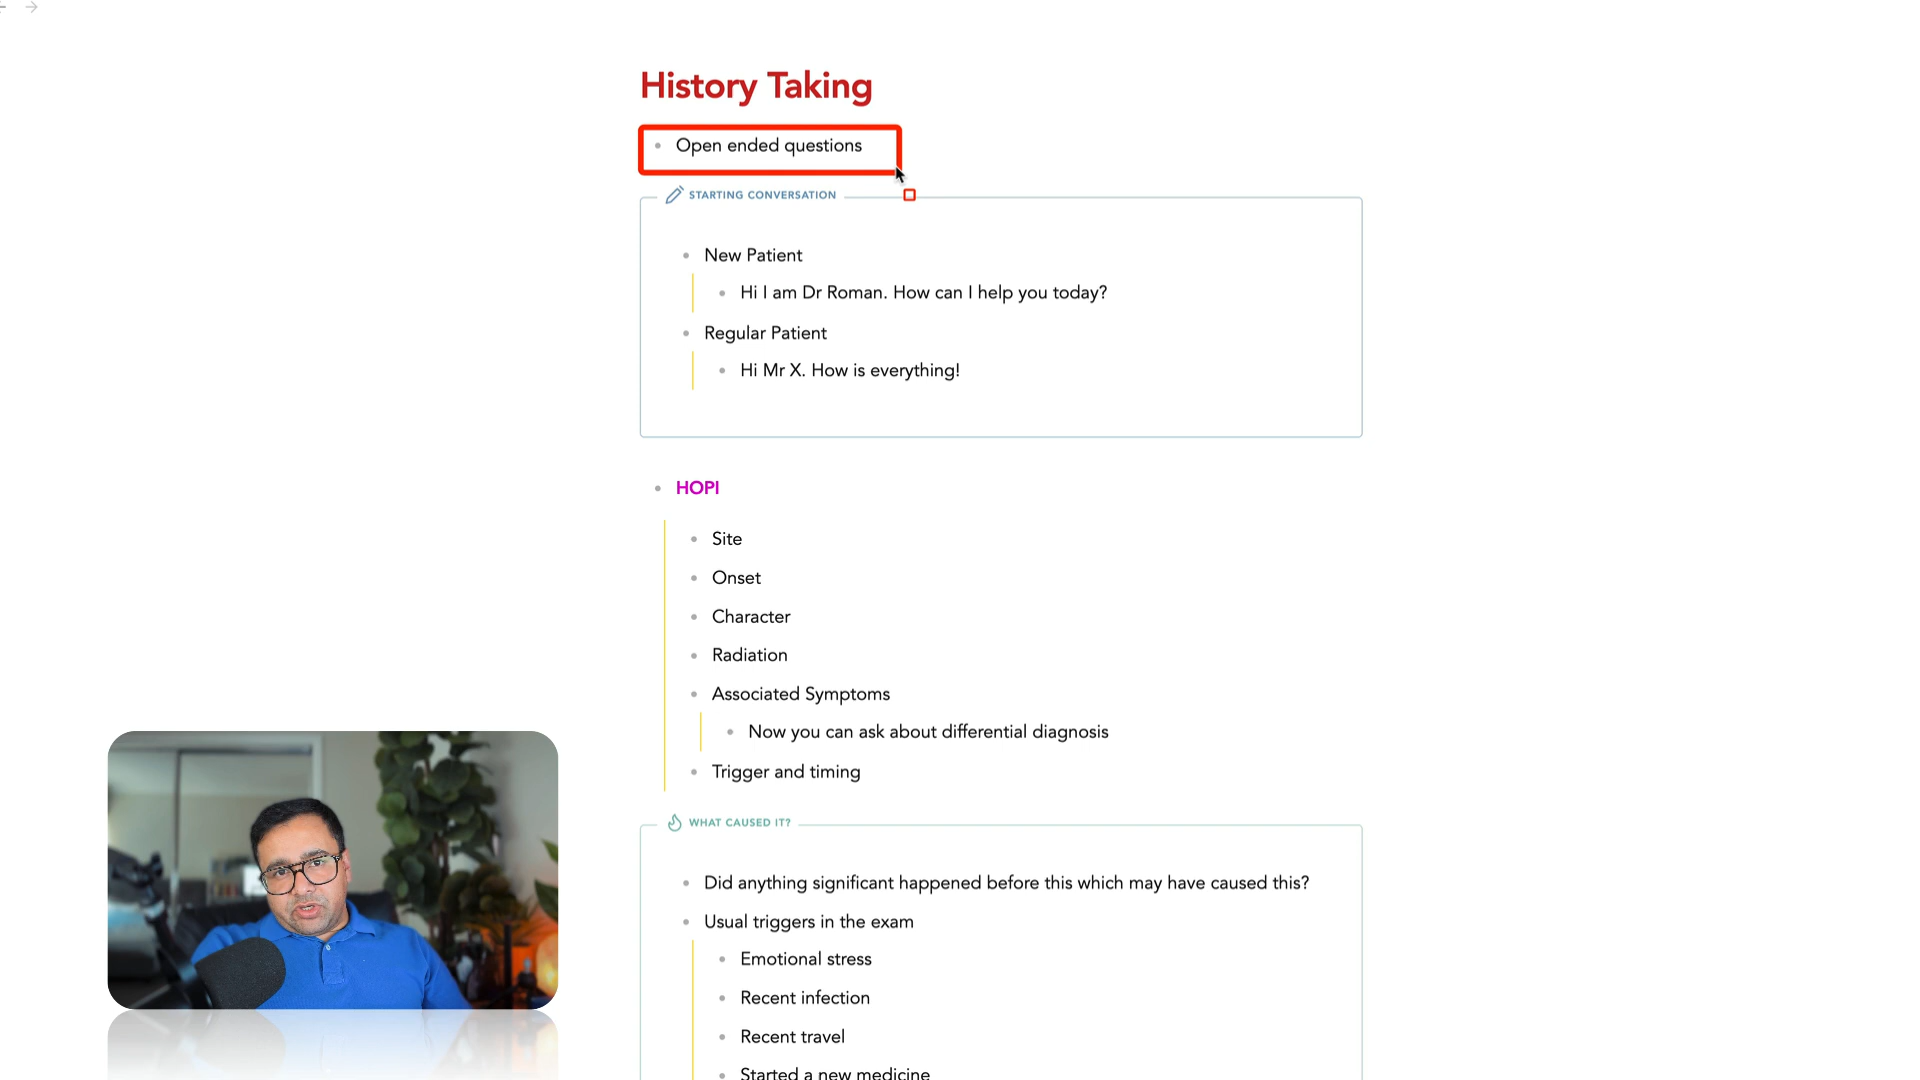 History Taking
Open ended questions
STARTING CONVERSATION
New Patient
Hi I am Dr Roman. How can I help you today?
Regular Patient
Hi Mr X. How is everything!
HOPI
Site
Onset
Character
Radiation
Associated Symptoms
Now you can ask about differential diagnosis
Trigger and timing
WHAT CAUSED IT?
Did anything significant happened before this which may have caused this?
Usual triggers in the exam
Emotional stress
Recent infection
Recent travel
Started a new medicine